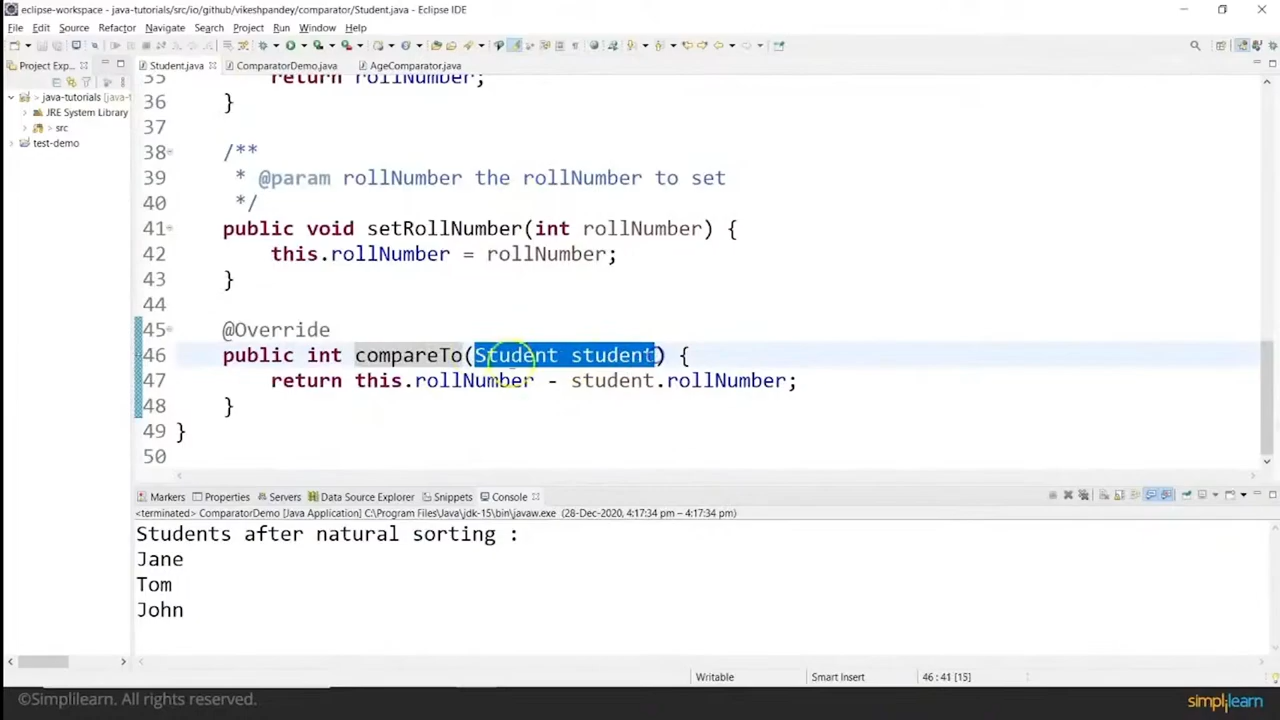 eclipse-workspace - java-tutorials/src/io/github/vikeshpandey/comparator/Student.java - Eclipse IDE
File Edit Source Refactor Navigate Search Project Run Window Help
Project Exp...
Student.java ComparatorDemo.java AgeComparator.java
java-tutorials [java-t
JRE System Library
src
test-demo
35 return rollNumber;
36 }
37
38 /**
39 * @param rollNumber the rollNumber to set
40 */
41 public void setRollNumber(int rollNumber) {
42 this.rollNumber = rollNumber;
43 }
44
45 @Override
46 public int compareTo(Student student) {
47 return this.rollNumber - student.rollNumber;
48 }
49 }
50
Markers Properties Servers Data Source Explorer Snippets Console
<terminated> ComparatorDemo [Java Application] C:\Program Files\Java\jdk-15\bin\javaw.exe (28-Dec-2020, 4:17:34 pm – 4:17:34 pm)
Students after natural sorting :
Jane
Tom
John
Writable Smart Insert 46 : 41 [15]
©Simplilearn. All rights reserved.
simplilearn